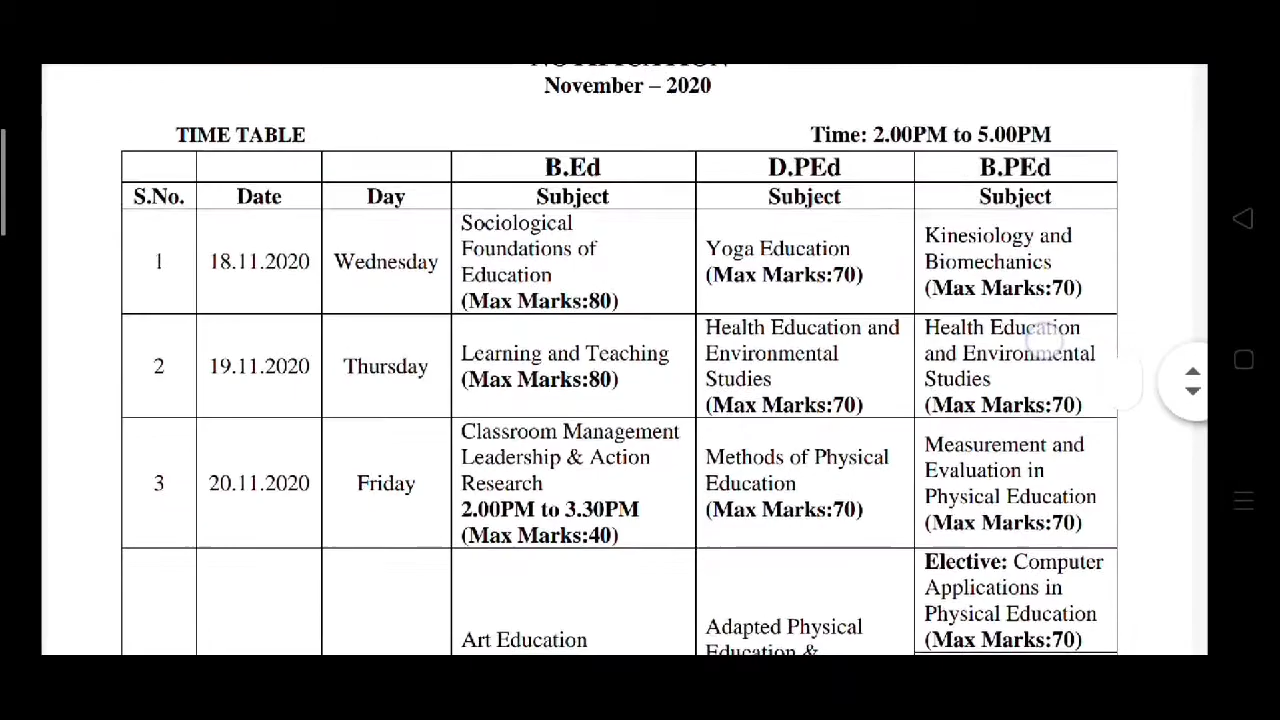 November – 2020
TIME TABLE Time: 2.00PM to 5.00PM
B.Ed D.PEd B.PEd
S.No. Date Day Subject Subject Subject
1 18.11.2020 Wednesday
Sociological
Foundations of
Education
(Max Marks:80)
Yoga Education
(Max Marks:70)
Kinesiology and
Biomechanics
(Max Marks:70)
2 19.11.2020 Thursday
Learning and Teaching
(Max Marks:80)
Health Education and
Environmental
Studies
(Max Marks:70)
Health Education
and Environmental
Studies
(Max Marks:70)
3 20.11.2020 Friday
Classroom Management
Leadership & Action
Research
2.00PM to 3.30PM
(Max Marks:40)
Methods of Physical
Education
(Max Marks:70)
Measurement and
Evaluation in
Physical Education
(Max Marks:70)
Art Education
Adapted Physical
Education &
Elective: Computer
Applications in
Physical Education
(Max Marks:70)